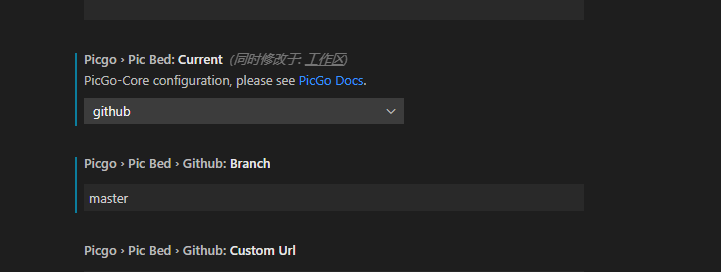 Picgo › Pic Bed: Current (同时修改于: 工作区)
PicGo-Core configuration, please see PicGo Docs.
github
Picgo › Pic Bed › Github: Branch
master
Picgo › Pic Bed › Github: Custom Url